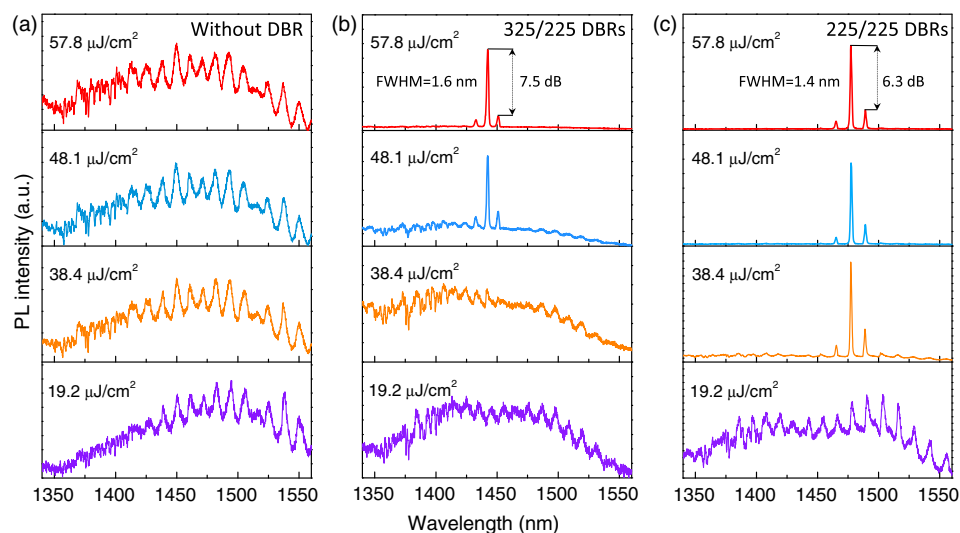 (a)
Without DBR
57.8 μJ/cm²
48.1 μJ/cm²
38.4 μJ/cm²
19.2 μJ/cm²
1350 1400 1450 1500 1550
(b)
325/225 DBRs
57.8 μJ/cm²
FWHM=1.6 nm
7.5 dB
48.1 μJ/cm²
38.4 μJ/cm²
19.2 μJ/cm²
1350 1400 1450 1500 1550
(c)
225/225 DBRs
57.8 μJ/cm²
FWHM=1.4 nm
6.3 dB
48.1 μJ/cm²
38.4 μJ/cm²
19.2 μJ/cm²
1350 1400 1450 1500 1550
PL intensity (a.u.)
Wavelength (nm)